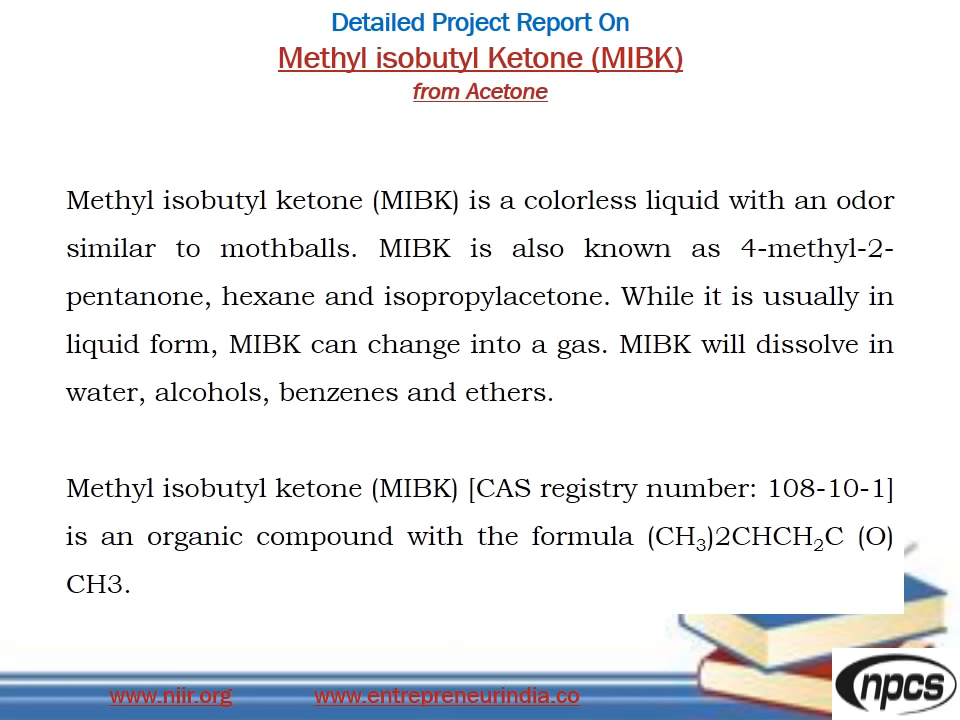 Detailed Project Report On
Methyl isobutyl Ketone (MIBK)
from Acetone
Methyl isobutyl ketone (MIBK) is a colorless liquid with an odor
similar to mothballs. MIBK is also known as 4-methyl-2-
pentanone, hexane and isopropylacetone. While it is usually in
liquid form, MIBK can change into a gas. MIBK will dissolve in
water, alcohols, benzenes and ethers.
Methyl isobutyl ketone (MIBK) [CAS registry number: 108-10-1]
is an organic compound with the formula (CH₃)2CHCH₂C (O)
CH3.
www.niir.org www.entrepreneurindia.co
npcs